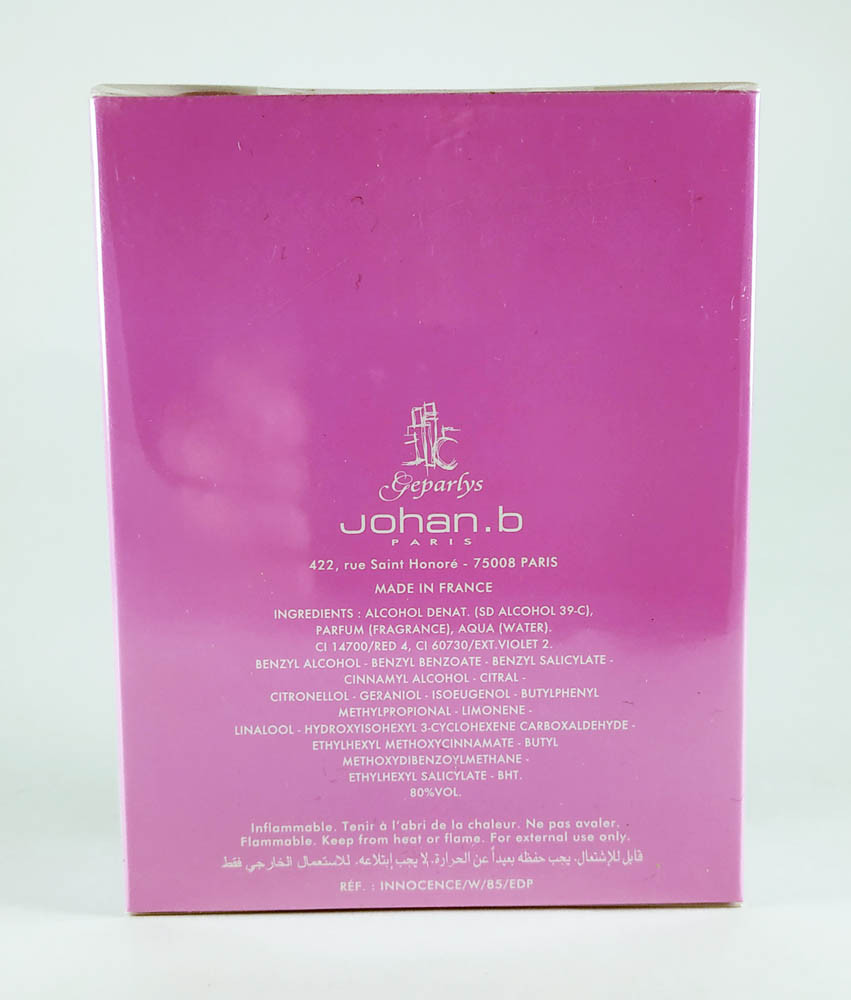 Geparlys
Johan.b
PARIS
422, rue Saint Honoré - 75008 PARIS
MADE IN FRANCE
INGREDIENTS : ALCOHOL DENAT. (SD ALCOHOL 39-C),
PARFUM (FRAGRANCE), AQUA (WATER).
CI 14700/RED 4, CI 60730/EXT.VIOLET 2.
BENZYL ALCOHOL - BENZYL BENZOATE - BENZYL SALICYLATE -
CINNAMYL ALCOHOL - CITRAL -
CITRONELLOL - GERANIOL - ISOEUGENOL - BUTYLPHENYL
METHYLPROPIONAL - LIMONENE -
LINALOOL - HYDROXYISOHEXYL 3-CYCLOHEXENE CARBOXALDEHYDE -
ETHYLHEXYL METHOXYCINNAMATE - BUTYL
METHOXYDIBENZOYLMETHANE -
ETHYLHEXYL SALICYLATE - BHT.
80%VOL.
Inflammable. Tenir à l'abri de la chaleur. Ne pas avaler.
Flammable. Keep from heat or flame. For external use only.
قابل للإشتعال. يجب حفظه بعيداً عن الحرارة. لا يجب إبتلاعه. للاستعمال الخارجي فقط
RÉF. : INNOCENCE/W/85/EDP